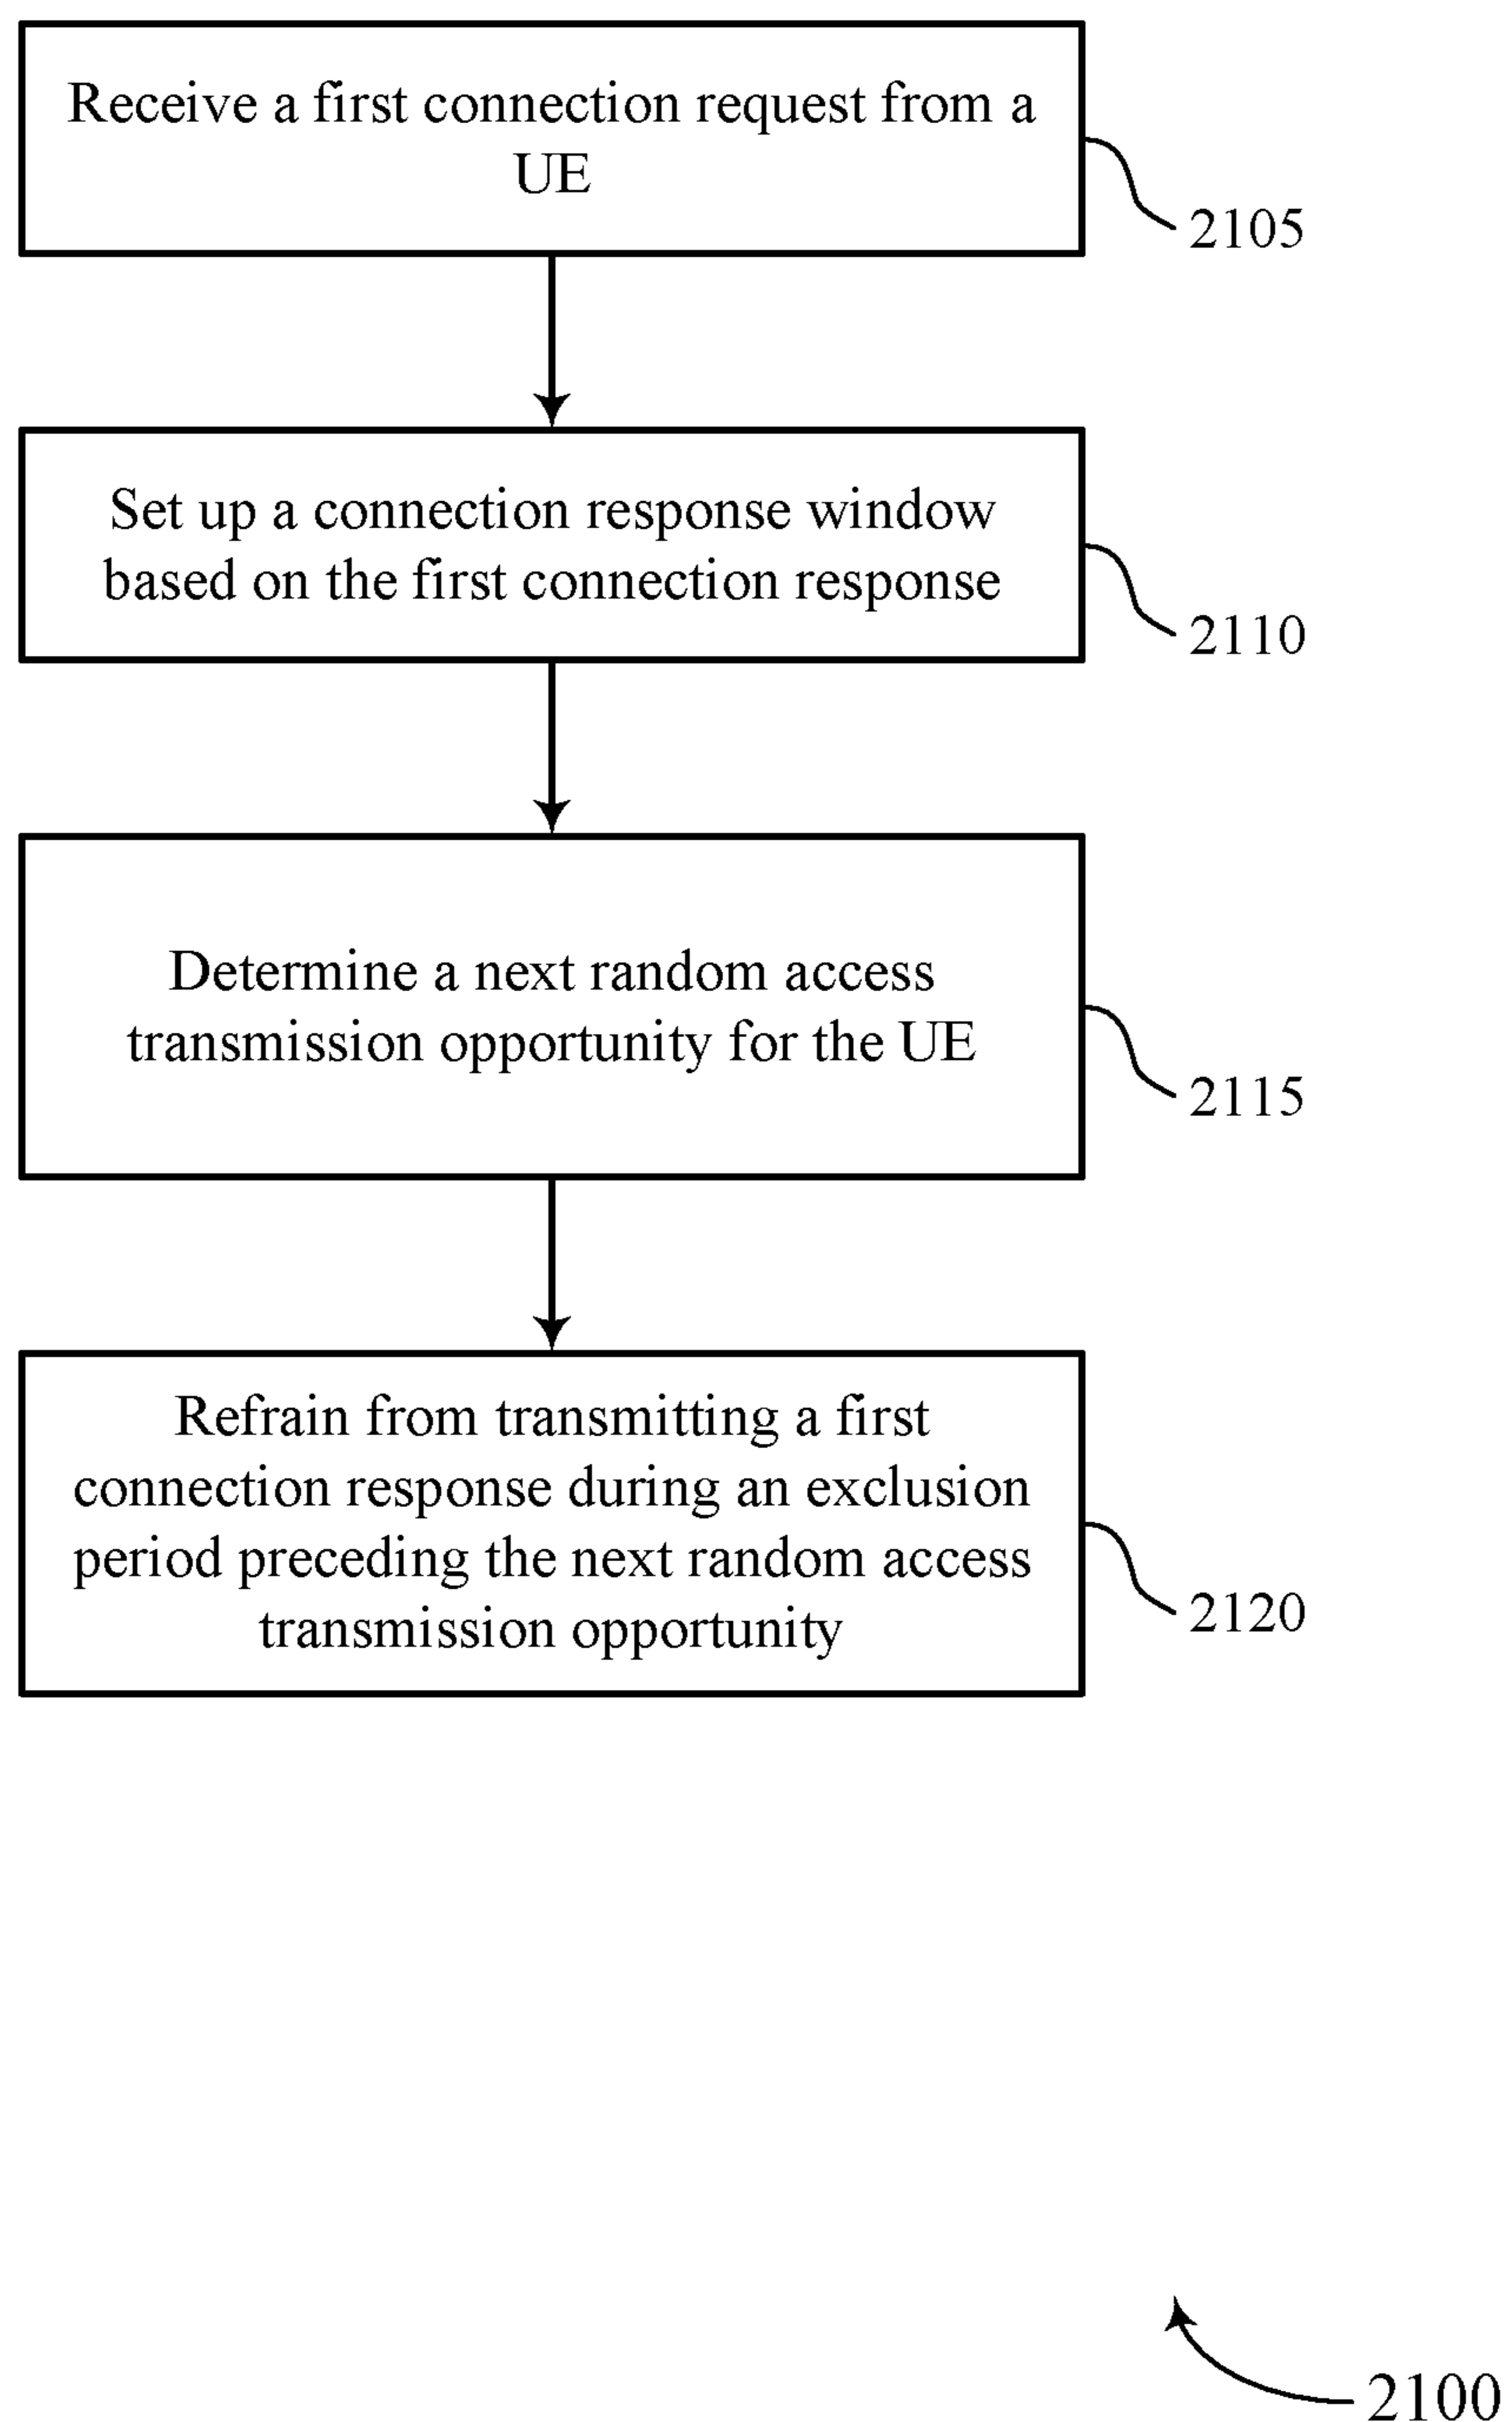 Receive a first connection request from a
UE
2105
Set up a connection response window
based on the first connection response
2110
Determine a next random access
transmission opportunity for the UE
2115
Refrain from transmitting a first
connection response during an exclusion
period preceding the next random access
transmission opportunity
2120
2100